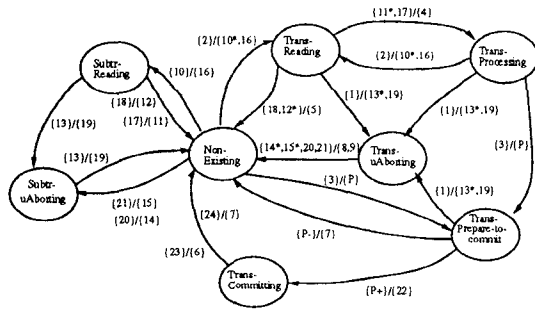 {11*,17}/{4}
{2}/{10*,16}
Trans-
Reading
{2}/{10*,16}
Trans-
Processing
Subtr-
Reading
{10}/{16}
{18}/{12}
{17}/{11}
{18,12*}/{5}
{1}/{13*,19}
{1}/{13*,19}
{13}/{19}
{3}/{P}
{13}/{19}
Non-
Existing
{14*,15*,20,21}/{8,9}
Trans-
uAborting
Subtr-
uAborting
{21}/{15}
{20}/{14}
{3}/{P}
{1}/{13*,19}
{24}/{7}
{P-}/{7}
Trans-
Prepare-to-
commit
{23}/{6}
Trans-
Committing
{P+}/{22}